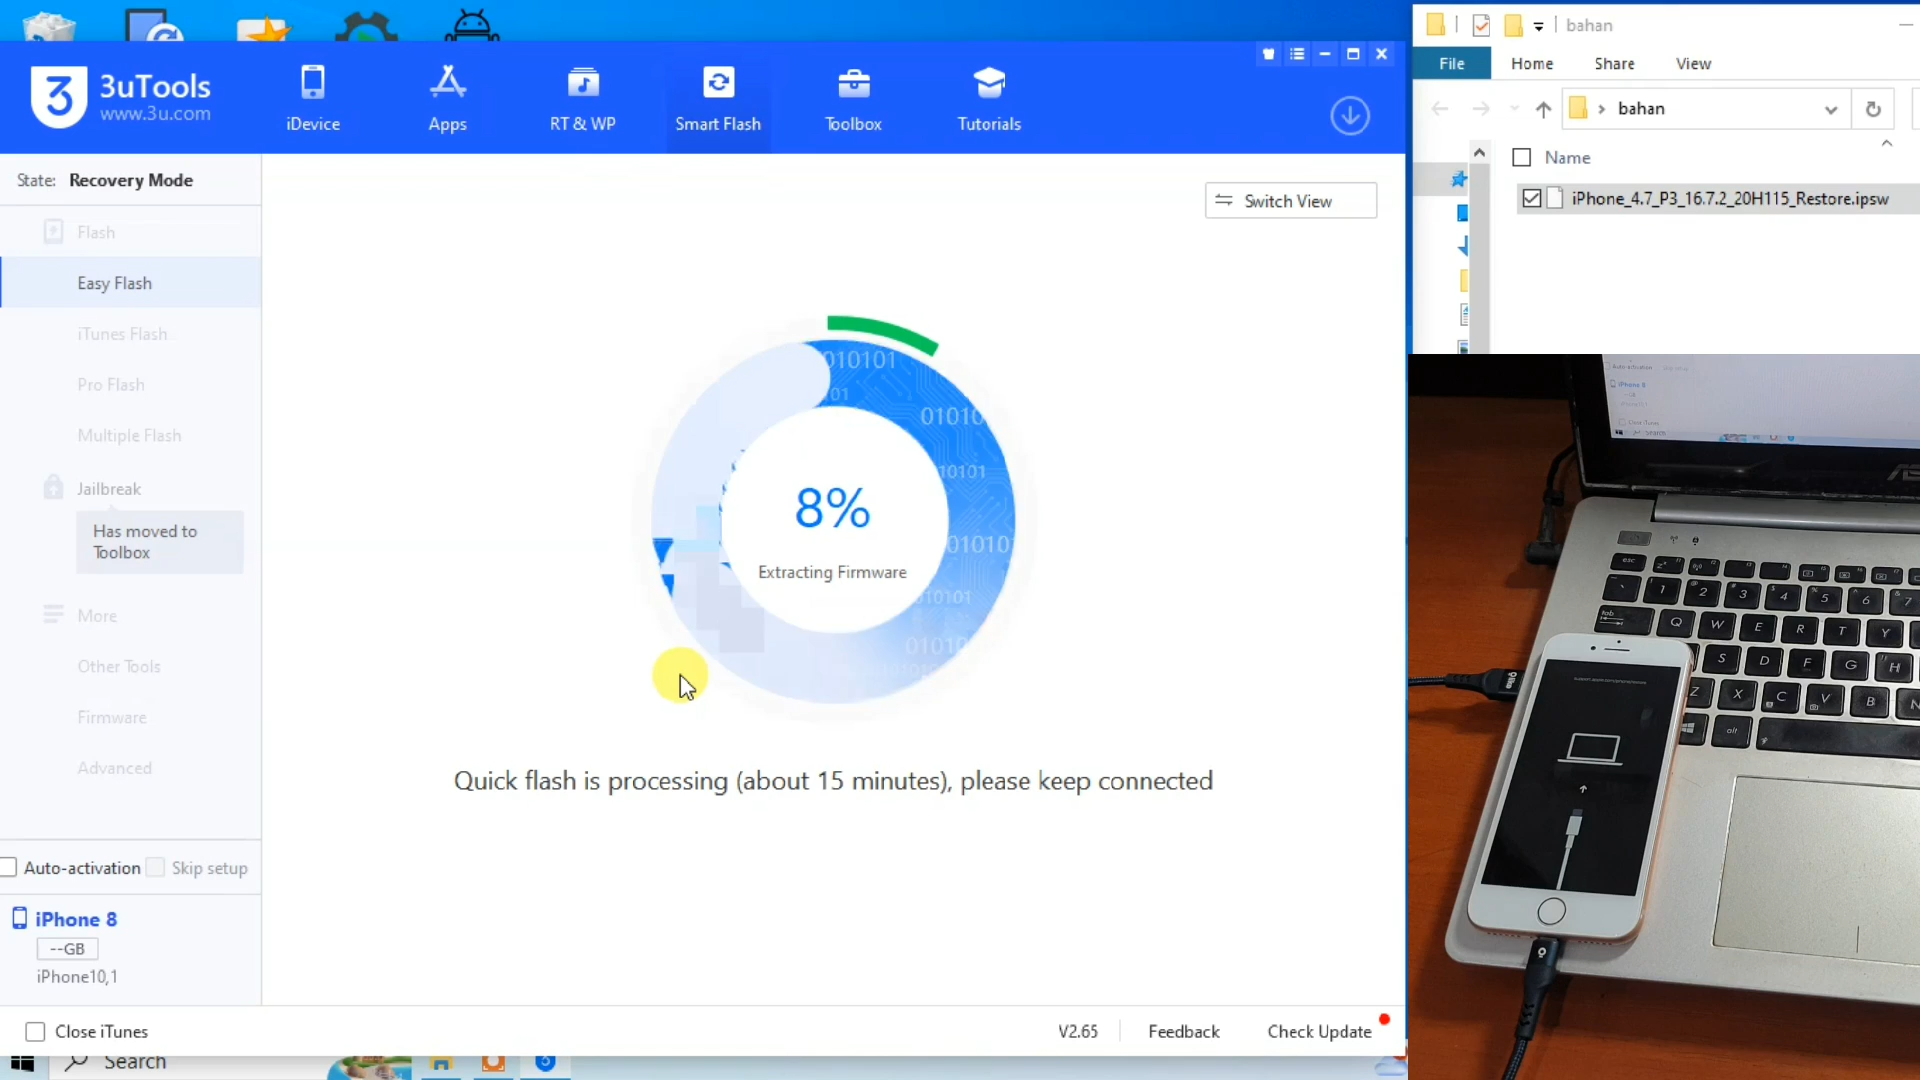 3uTools
www.3u.com
iDevice
Apps
RT & WP
Smart Flash
Toolbox
Tutorials
State: Recovery Mode
Flash
Easy Flash
iTunes Flash
Pro Flash
Multiple Flash
Jailbreak
Has moved to
Toolbox
More
Other Tools
Firmware
Advanced
Auto-activation
Skip setup
iPhone 8
--GB
iPhone10,1
Close iTunes
Switch View
8%
Extracting Firmware
Quick flash is processing (about 15 minutes), please keep connected
V2.65
Feedback
Check Update
Search
bahan
File
Home
Share
View
bahan
Name
iPhone_4.7_P3_16.7.2_20H115_Restore.ipsw